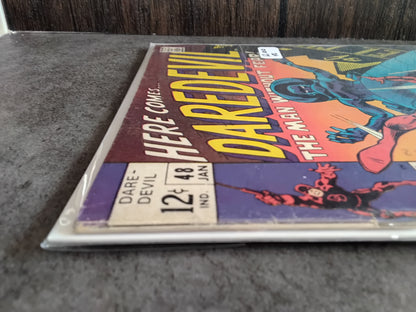 HERE COMES...
DAREDEVIL
THE MAN WITHOUT FEAR!
DARE-
DEVIL
12¢
48
JAN
IND.